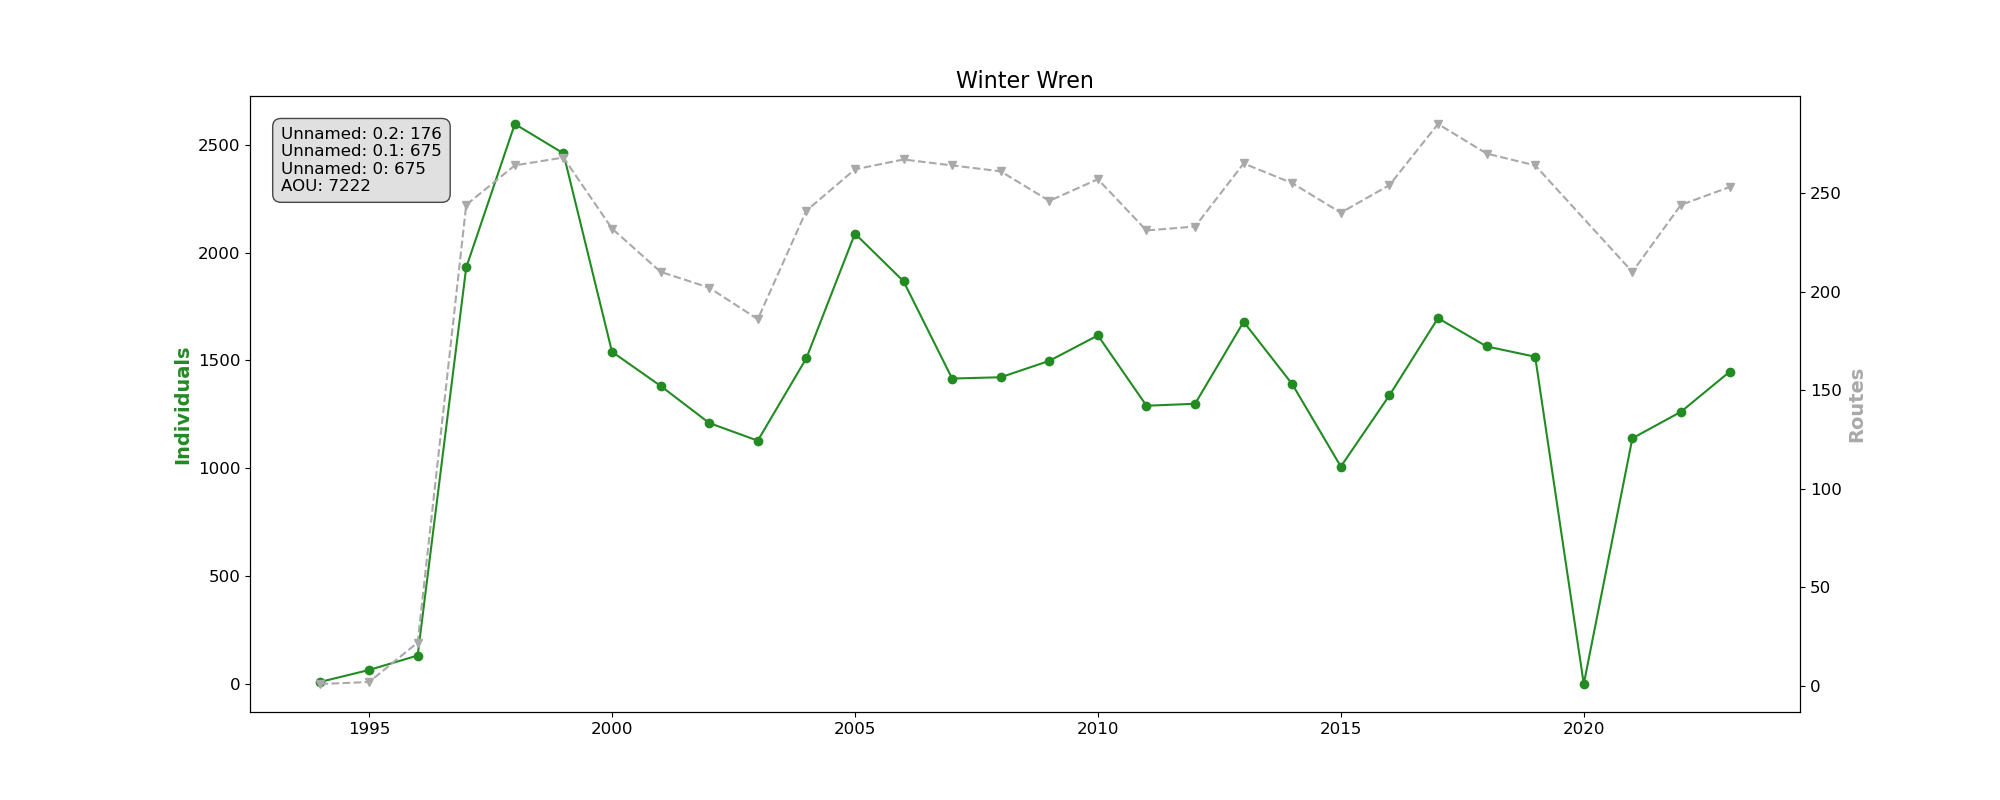 Winter Wren
Unnamed: 0.2: 176
Unnamed: 0.1: 675
Unnamed: 0: 675
AOU: 7222
Individuals
2500
2000
1500
1000
500
0
250
200
150
100
50
0
Routes
1995 2000 2005 2010 2015 2020